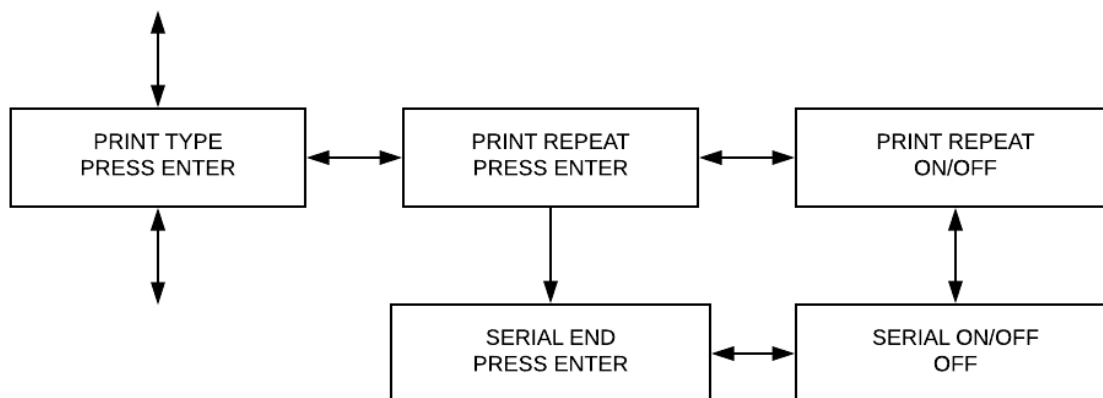 PRINT TYPE
PRESS ENTER
PRINT REPEAT
PRESS ENTER
PRINT REPEAT
ON/OFF
SERIAL END
PRESS ENTER
SERIAL ON/OFF
OFF